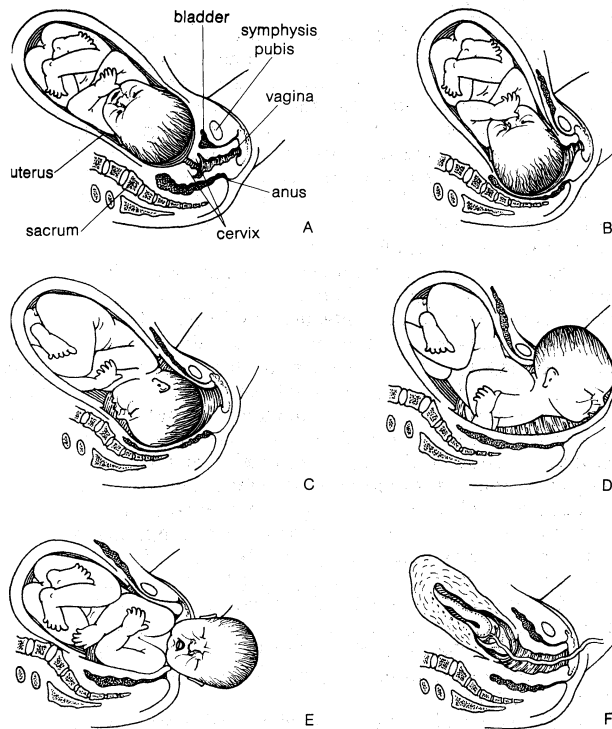 bladder
symphysis
pubis
vagina
uterus
anus
sacrum
cervix
A
B
C
D
E
F